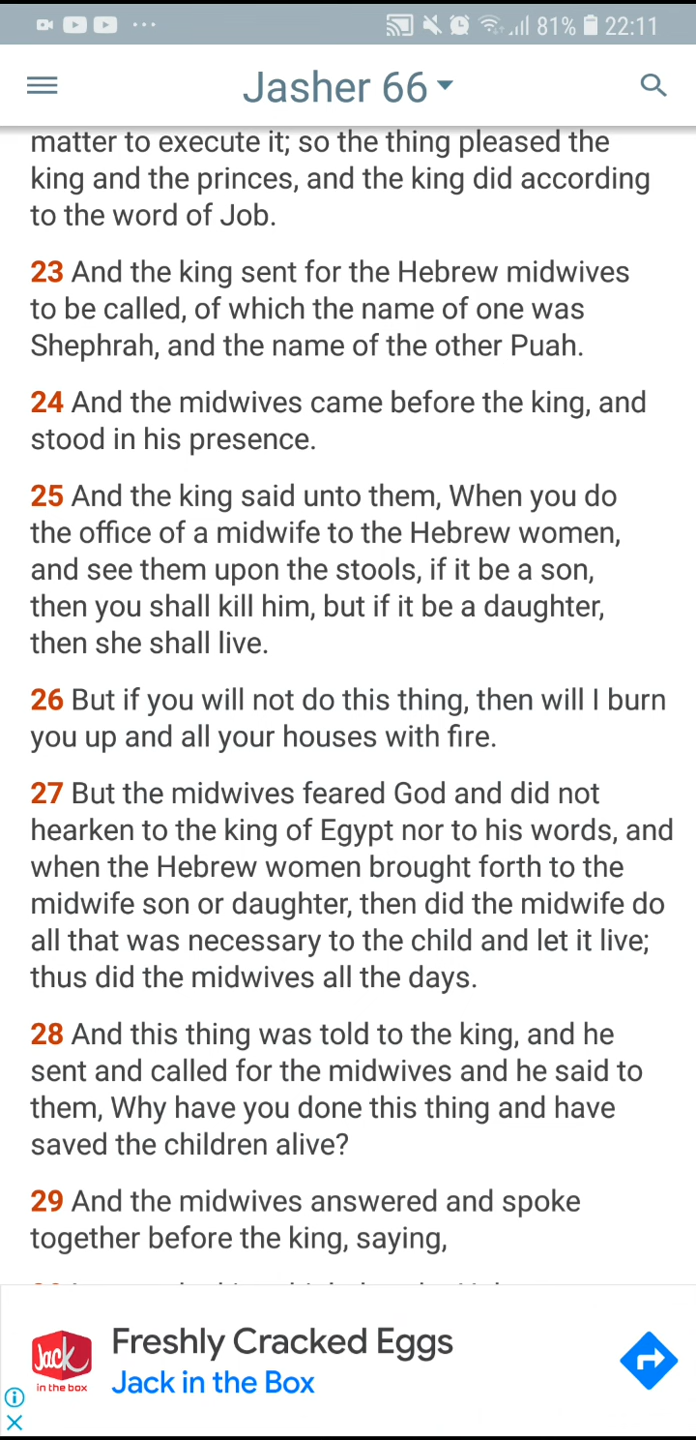 81% 22:11
Jasher 66
matter to execute it; so the thing pleased the
king and the princes, and the king did according
to the word of Job.
23 And the king sent for the Hebrew midwives
to be called, of which the name of one was
Shephrah, and the name of the other Puah.
24 And the midwives came before the king, and
stood in his presence.
25 And the king said unto them, When you do
the office of a midwife to the Hebrew women,
and see them upon the stools, if it be a son,
then you shall kill him, but if it be a daughter,
then she shall live.
26 But if you will not do this thing, then will I burn
you up and all your houses with fire.
27 But the midwives feared God and did not
hearken to the king of Egypt nor to his words, and
when the Hebrew women brought forth to the
midwife son or daughter, then did the midwife do
all that was necessary to the child and let it live;
thus did the midwives all the days.
28 And this thing was told to the king, and he
sent and called for the midwives and he said to
them, Why have you done this thing and have
saved the children alive?
29 And the midwives answered and spoke
together before the king, saying,
Freshly Cracked Eggs
Jack in the Box
Jack
in the box